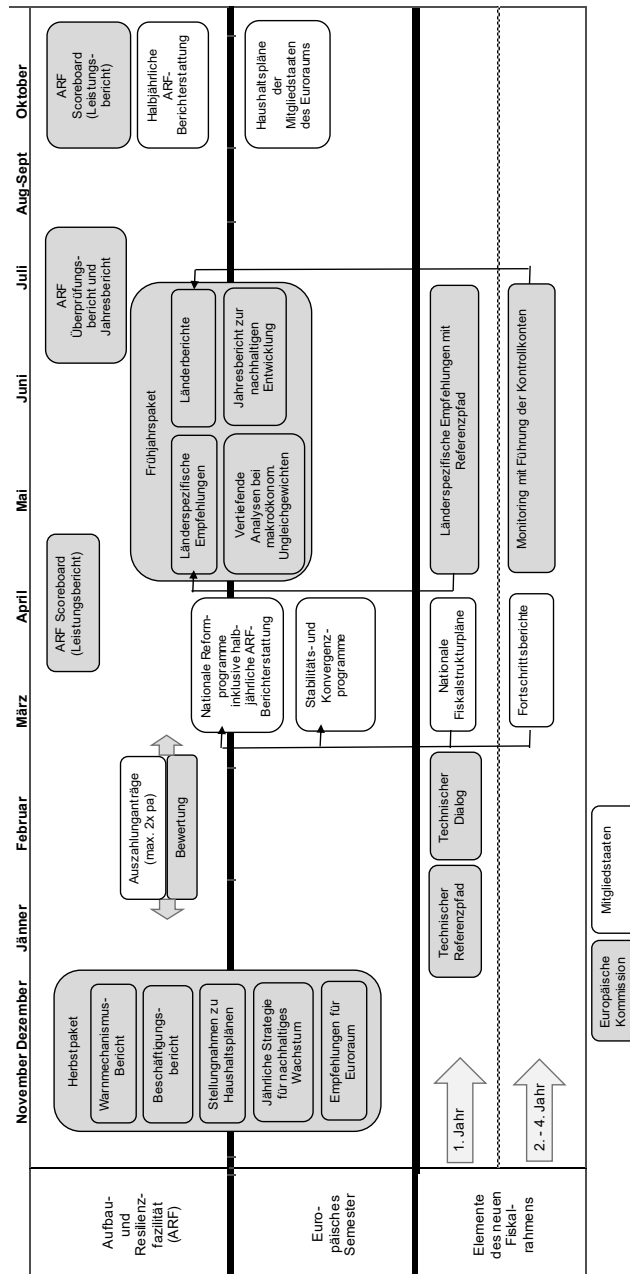 November Dezember
Jänner
Februar
März
April
Mai
Juni
Juli
Aug-Sept
Oktober
Aufbau-
und
Resilienz-
fazilität
(ARF)
Herbstpaket
Warnmechanismus-
Bericht
Beschäftigungs-
bericht
Stellungnahmen zu
Haushaltsplänen
Jährliche Strategie
für nachhaltiges
Wachstum
Empfehlungen für
Euroraum
Auszahlunganträge
(max. 2x pa)
Bewertung
ARF Scoreboard
(Leistungsbericht)
Nationale Reform-
programme
inklusive halb-
jährliche ARF-
Berichterstattung
Stabilitäts- und
Konvergenz-
programme
Frühjahrspaket
Länderspezifische
Empfehlungen
Länderberichte
Vertiefende
Analysen bei
makroökonom.
Ungleichgewichten
Jahresbericht zur
nachhaltigen
Entwicklung
ARF
Überprüfungs-
bericht und
Jahresbericht
ARF
Scoreboard
(Leistungs-
bericht)
Halbjährliche
ARF-
Berichterstattung
Haushaltspläne
der
Mitgliedstaaten
des Euroraums
Euro-
päisches
Semester
Elemente
des neuen
Fiskal-
rahmens
1. Jahr
Technischer
Referenzpfad
Technischer
Dialog
Nationale
Fiskalstrukturpläne
Länderspezifische Empfehlungen mit
Referenzpfad
2. - 4. Jahr
Fortschrittsberichte
Monitoring mit Führung der Kontrollkonten
Europäische
Kommission
Mitgliedstaaten